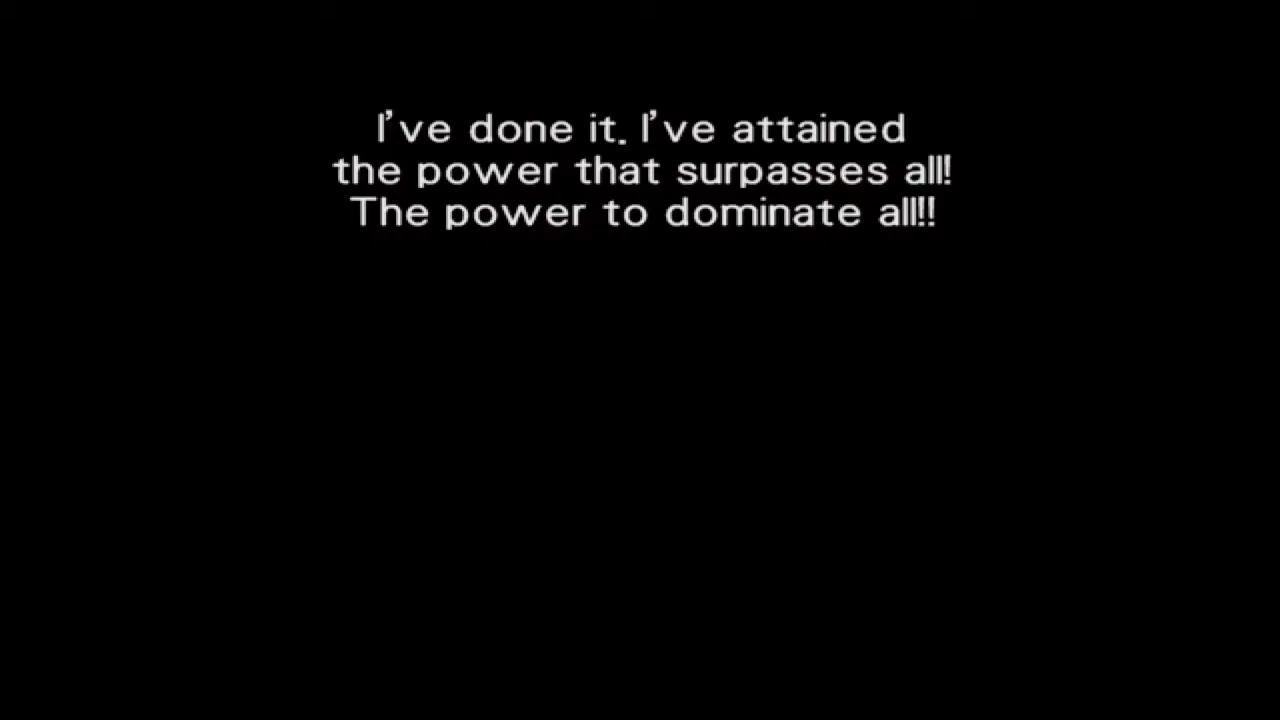 I've done it. I've attained
the power that surpasses all!
The power to dominate all!!